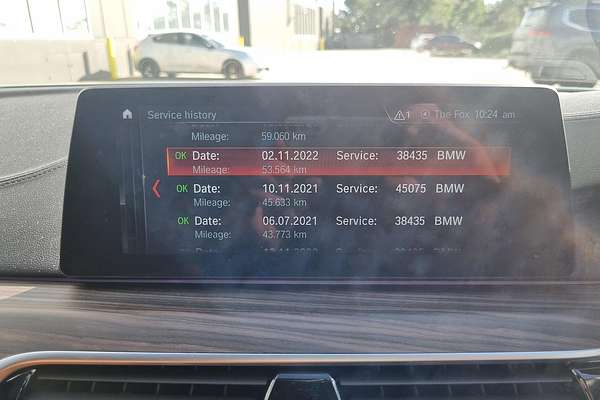 Service history
1
The Fox 10:24 am
Mileage: 59.060 km
OK Date: 02.11.2022 Service: 38435 BMW
Mileage: 53.564 km
OK Date: 10.11.2021 Service: 45075 BMW
Mileage: 45.633 km
OK Date: 06.07.2021 Service: 38435 BMW
Mileage: 43.773 km